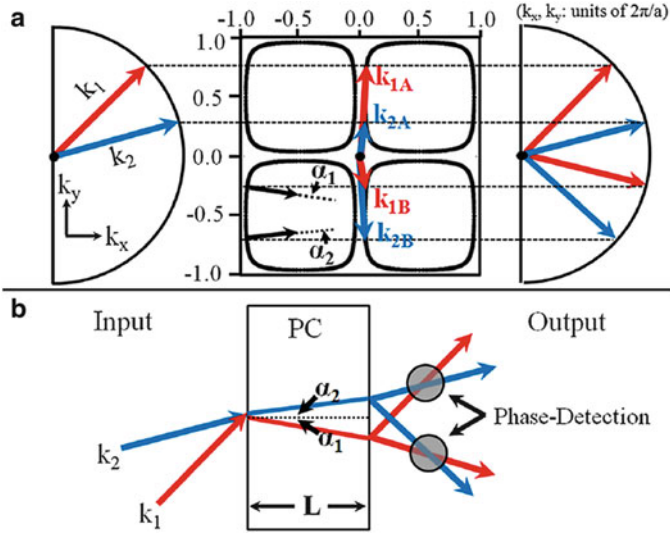 a
-1.0 -0.5 0.0 0.5 1.0
(kx, ky: units of 2π/a)
1.0
0.5
0.0
-0.5
-1.0
k1
k2
ky
kx
k1A
k2A
k1B
k2B
α1
α2
b
Input PC Output
α2
α1
Phase-Detection
k2
k1
L